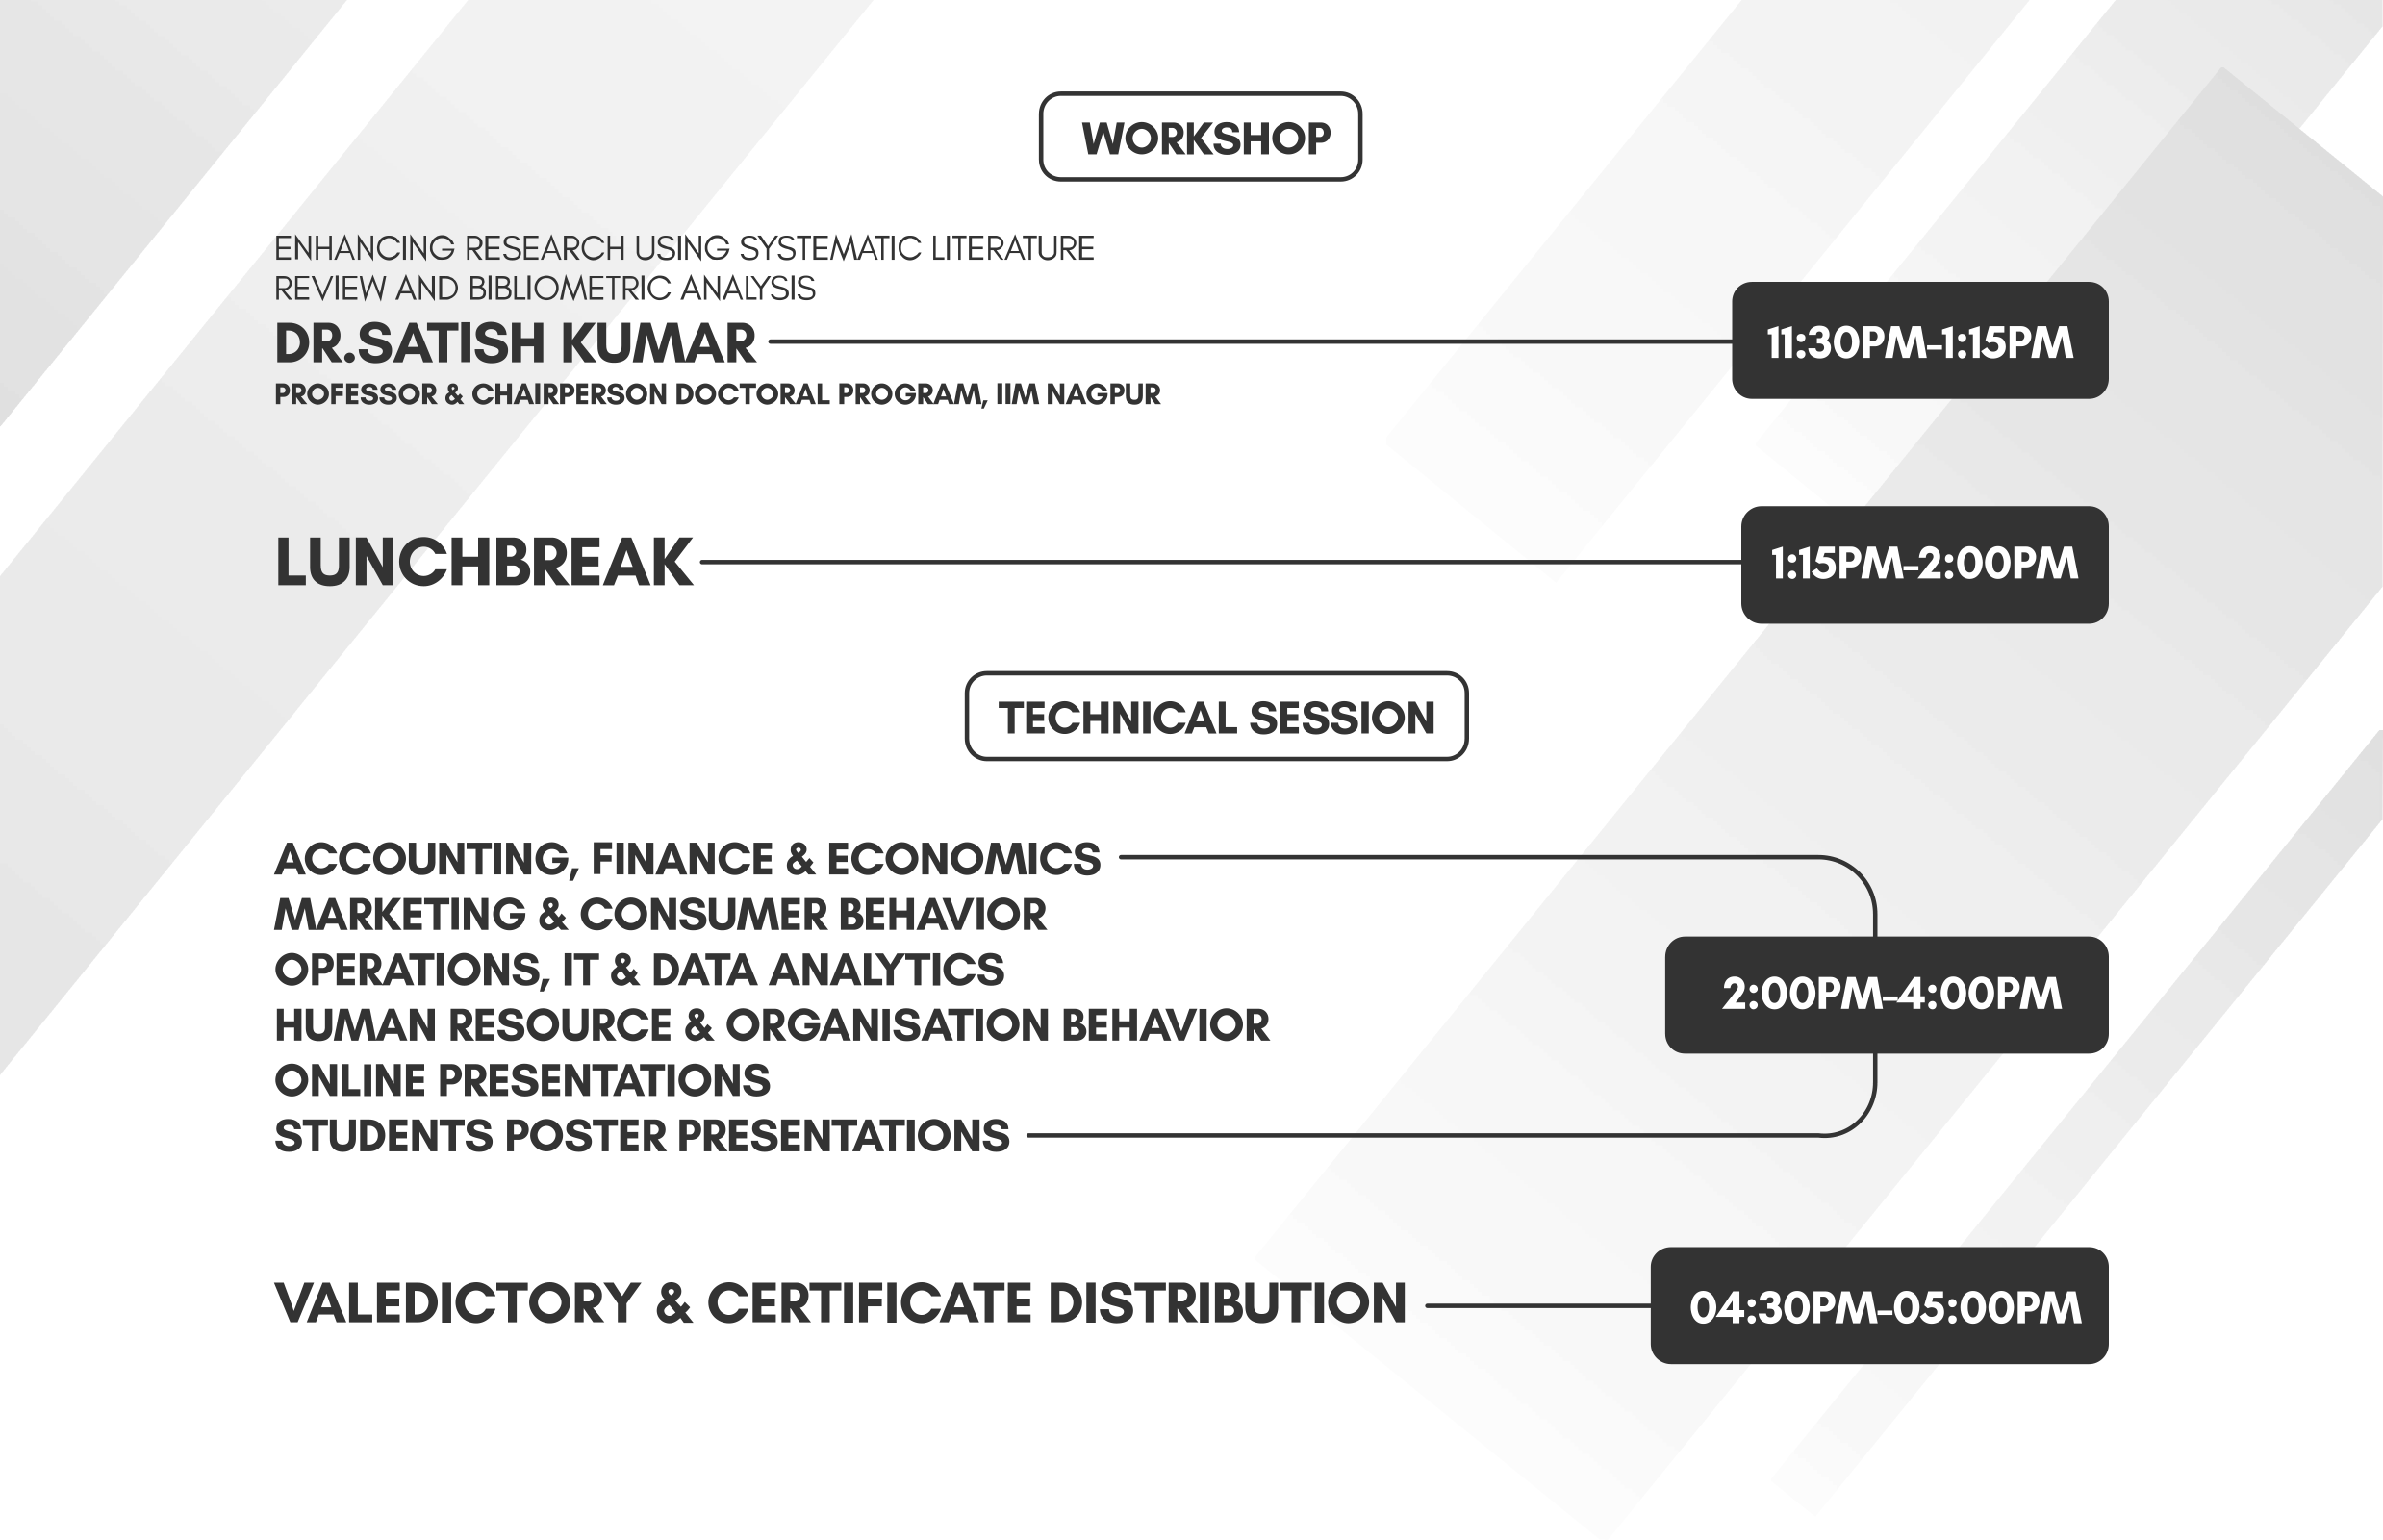 WORKSHOP
ENHANCING RESEARCH USING SYSTEMATIC LITERATURE
REVIEW AND BIBLIOMETRIC ANALYSIS
DR.SATISH KUMAR
PROFESSOR & CHAIRPERSON DOCTORAL PROGRAM, IIM NAGPUR
11:30PM-1:15PM
LUNCHBREAK
1:15PM-2:00PM
TECHNICAL SESSION
ACCOUNTING, FINANCE & ECONOMICS
MARKETING & CONSUMER BEHAVIOR
OPERATIONS, IT & DATA ANALYTICS
HUMAN RESOURCE & ORGANISATION BEHAVIOR
ONLINE PRESENTATIONS
STUDENTS POSTER PRESENTATIONS
2:00PM-4:00PM
VALEDICTORY & CERTIFICATE DISTRIBUTION
04:30PM-05:00PM